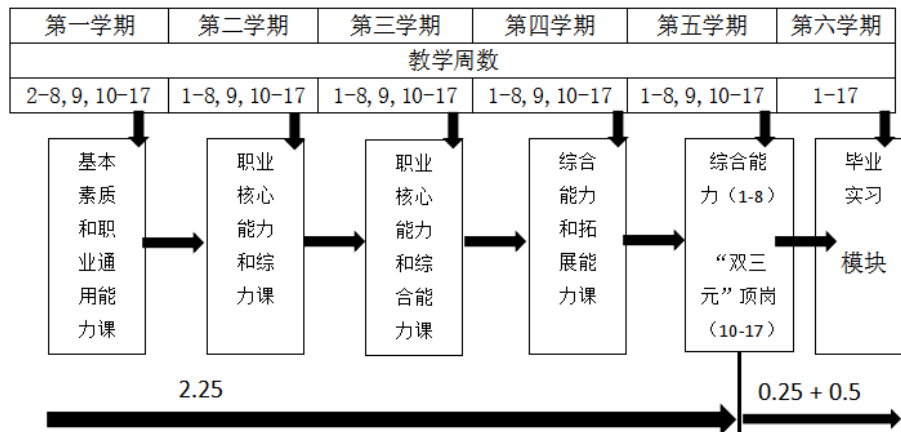 第一学期 第二学期 第三学期 第四学期 第五学期 第六学期
教学周数
2-8, 9, 10-17 1-8, 9, 10-17 1-8, 9, 10-17 1-8, 9, 10-17 1-8, 9, 10-17 1-17
基本
素质
和职
业通
用能
力课
职业
核心
能力
和综
力课
职业
核心
能力
和综
合能
力课
综合
能力
和拓
展能
力课
综合能
力（1-8）
“双三
元”顶岗
（10-17）
毕业
实习
模块
2.25
0.25 + 0.5